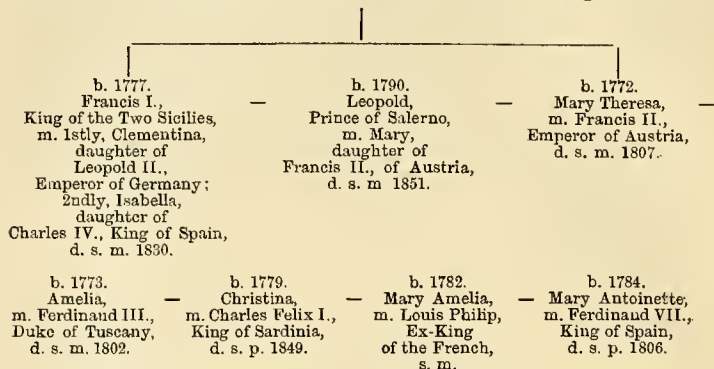 b. 1777.
Francis I.,
King of the Two Sicilies,
m. 1stly, Clementina,
daughter of
Leopold II.,
Emperor of Germany;
2ndly, Isabella,
daughter of
Charles IV., King of Spain,
d. s. m. 1830.
—
b. 1790.
Leopold,
Prince of Salerno,
m. Mary,
daughter of
Francis II., of Austria,
d. s. m 1851.
—
b. 1772.
Mary Theresa,
m. Francis II.,
Emperor of Austria,
d. s. m. 1807.
—
b. 1773.
Amelia,
m. Ferdinand III.,
Duke of Tuscany,
d. s. m. 1802.
—
b. 1779.
Christina,
m. Charles Felix I.,
King of Sardinia,
d. s. p. 1849.
—
b. 1782.
Mary Amelia,
m. Louis Philip,
Ex-King
of the French,
s. m.
—
b. 1784.
Mary Antoinette,
m. Ferdinand VII.,
King of Spain,
d. s. p. 1806.